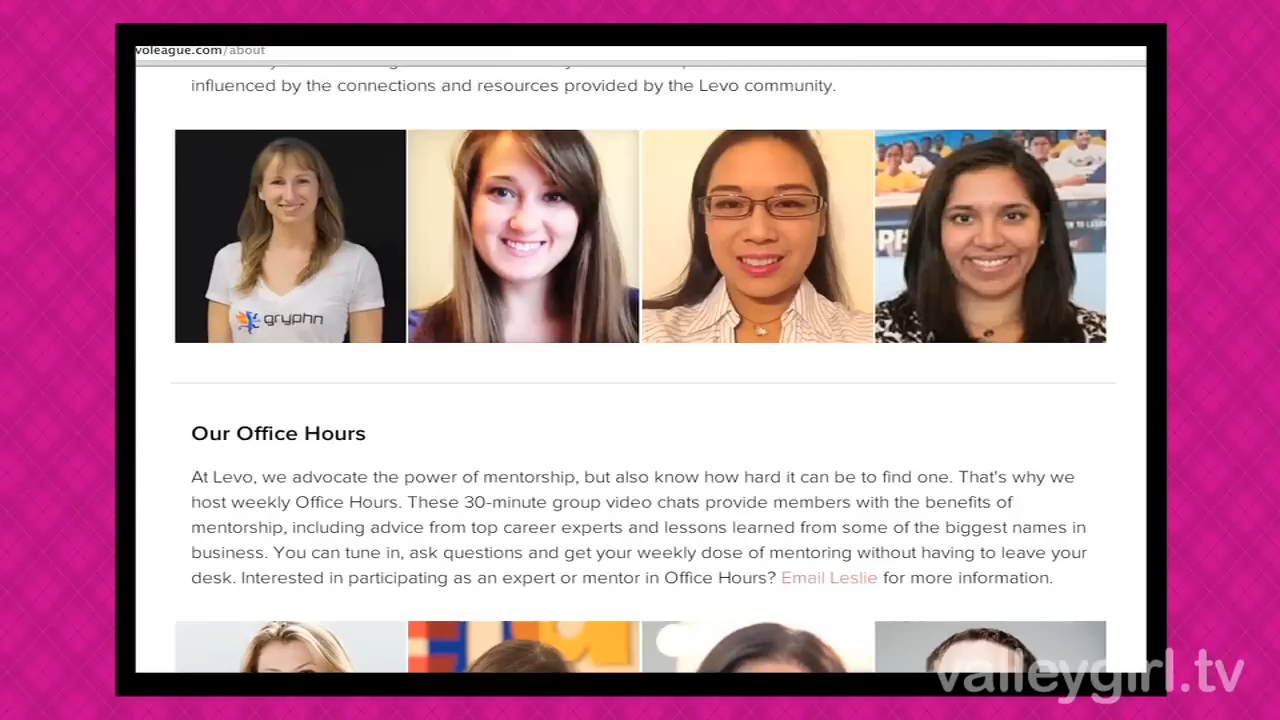 voleague.com/about
influenced by the connections and resources provided by the Levo community.
gryphn
Our Office Hours
At Levo, we advocate the power of mentorship, but also know how hard it can be to find one. That's why we
host weekly Office Hours. These 30-minute group video chats provide members with the benefits of
mentorship, including advice from top career experts and lessons learned from some of the biggest names in
business. You can tune in, ask questions and get your weekly dose of mentoring without having to leave your
desk. Interested in participating as an expert or mentor in Office Hours? Email Leslie for more information.
valleygirl.tv